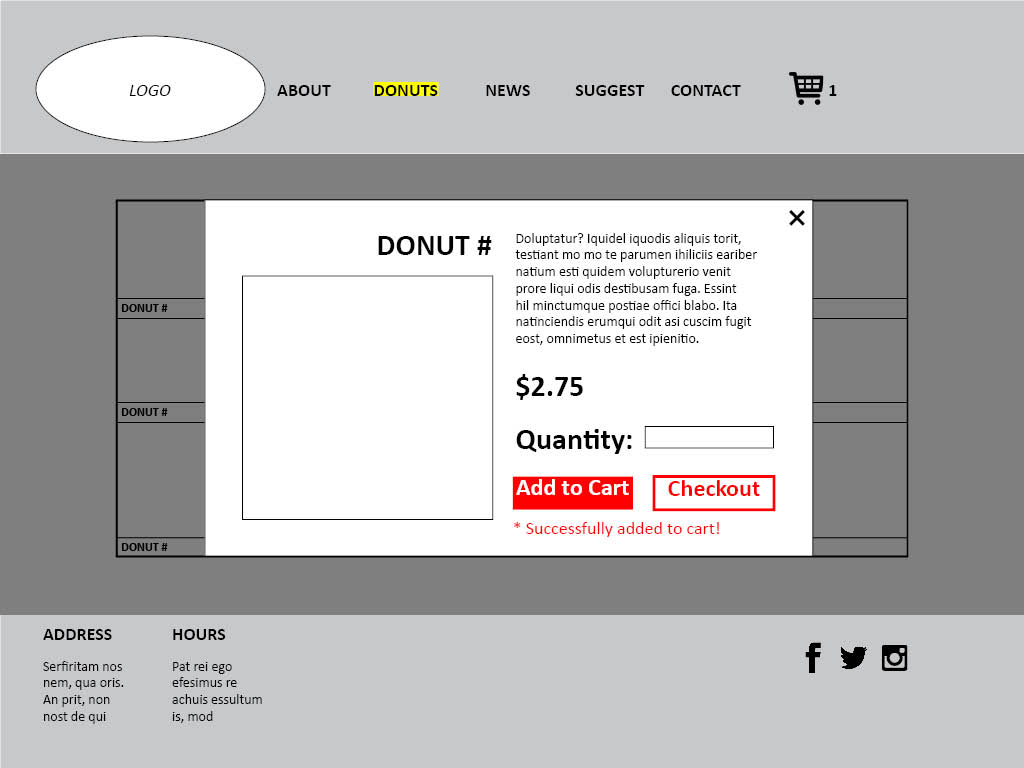 LOGO
ABOUT DONUTS NEWS SUGGEST CONTACT 1
DONUT #
DONUT #
DONUT #
DONUT #
Doluptatur? Iquidel iquodis aliquis torit,
testiant mo mo te parumen ihiliciis eariber
natium esti quidem volupturerio venit
prore liqui odis destibusam fuga. Essint
hil minctumque postiae offici blabo. Ita
natinciendis erumqui odit asi cuscim fugit
eost, omnimetus et est ipienitio.
$2.75
Quantity:
Add to Cart Checkout
* Successfully added to cart!
ADDRESS
Serfiritam nos
nem, qua oris.
An prit, non
nost de qui
HOURS
Pat rei ego
efesimus re
achuis essultum
is, mod